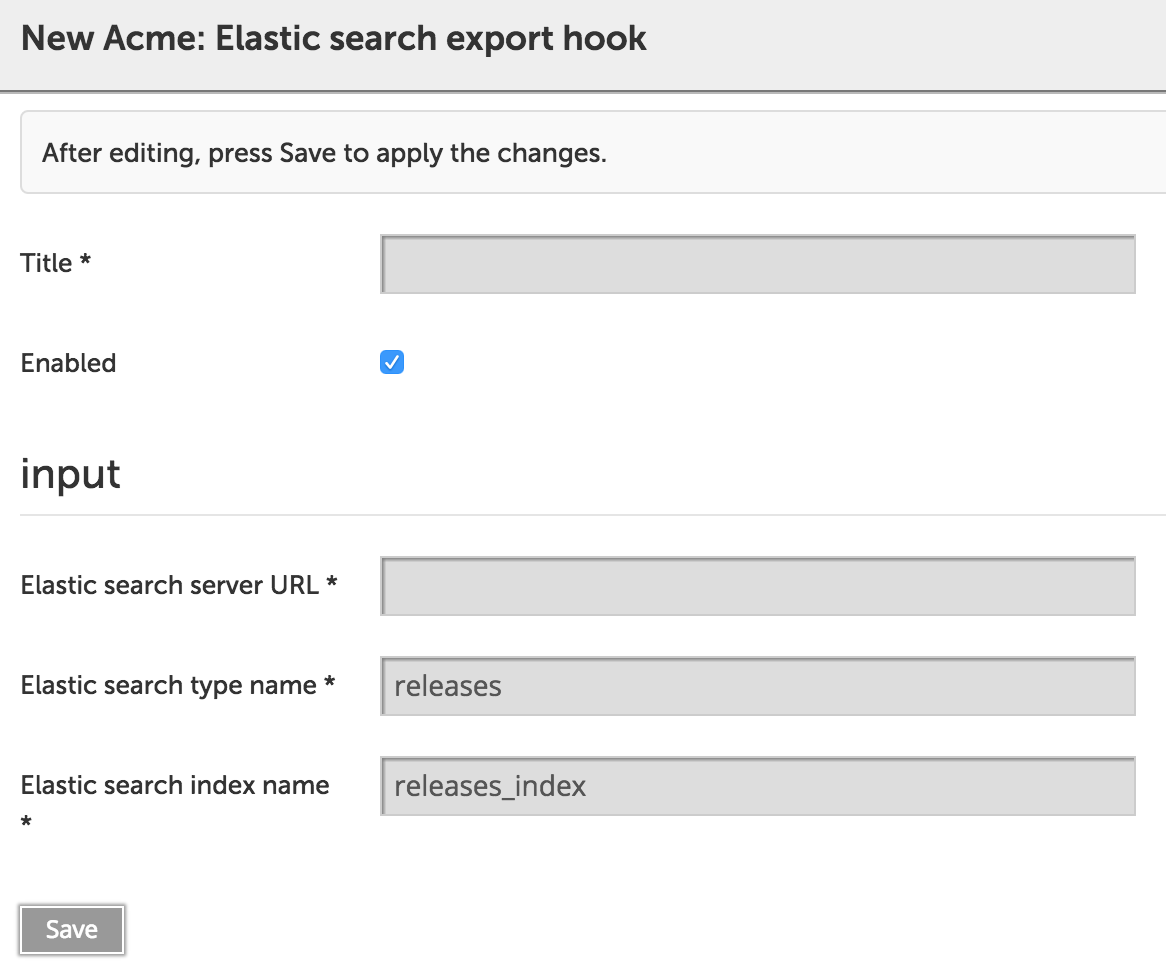 New Acme: Elastic search export hook
After editing, press Save to apply the changes.
Title *
Enabled
input
Elastic search server URL *
Elastic search type name *
releases
Elastic search index name
*
releases_index
Save